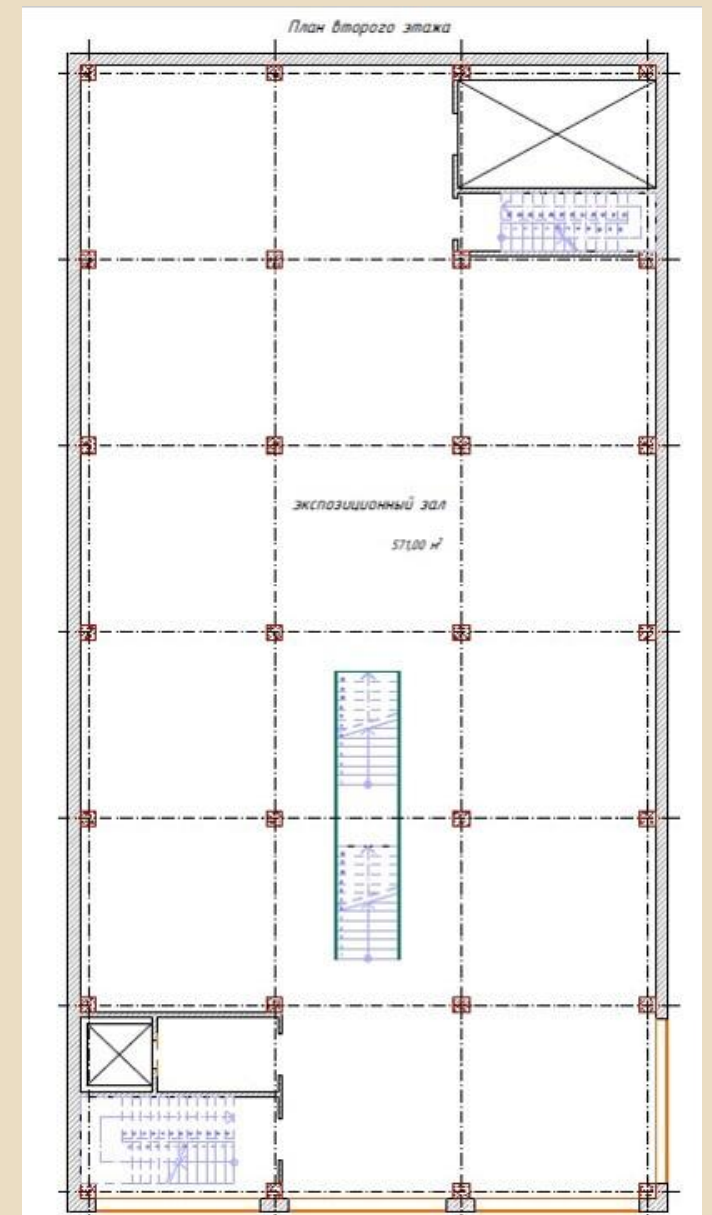 План второго этажа
экспозиционный зал
571,00 м²